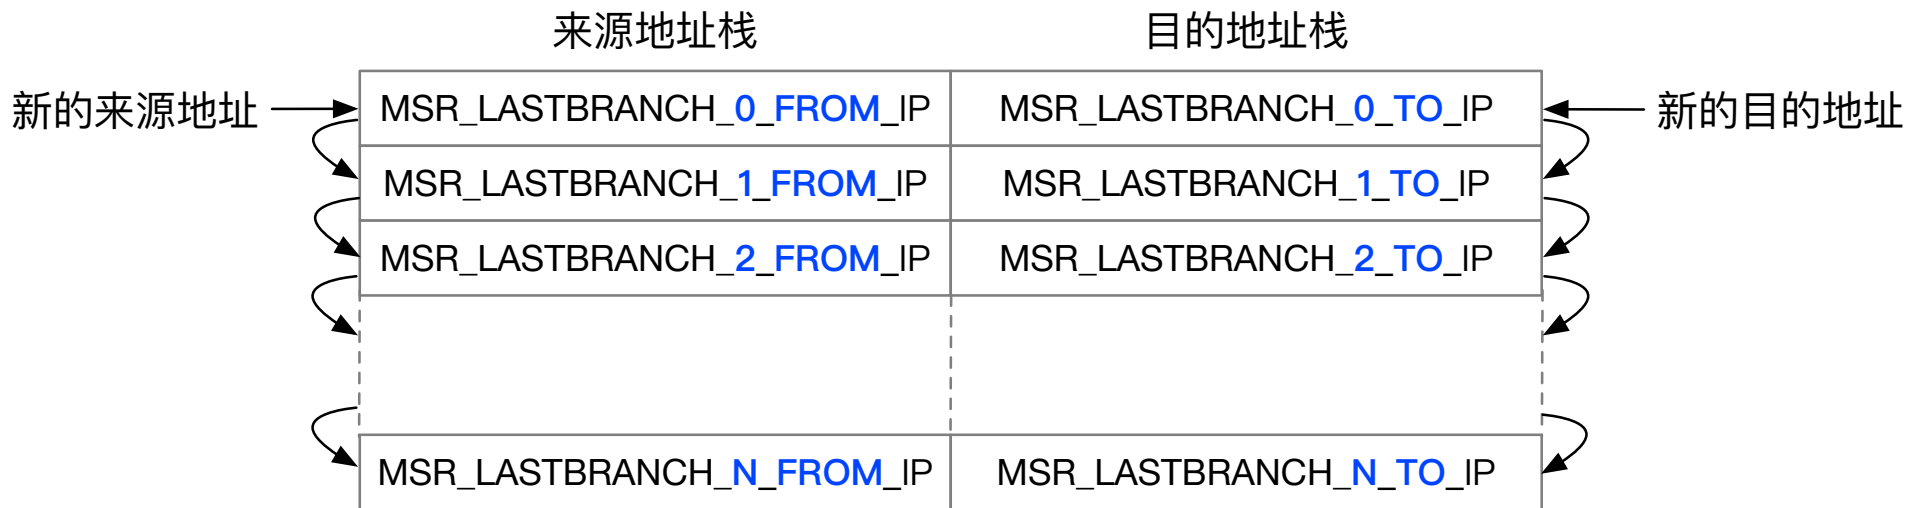 来源地址栈 目的地址栈
新的来源地址 MSR_LASTBRANCH_0_FROM_IP MSR_LASTBRANCH_0_TO_IP 新的目的地址
MSR_LASTBRANCH_1_FROM_IP MSR_LASTBRANCH_1_TO_IP
MSR_LASTBRANCH_2_FROM_IP MSR_LASTBRANCH_2_TO_IP
MSR_LASTBRANCH_N_FROM_IP MSR_LASTBRANCH_N_TO_IP